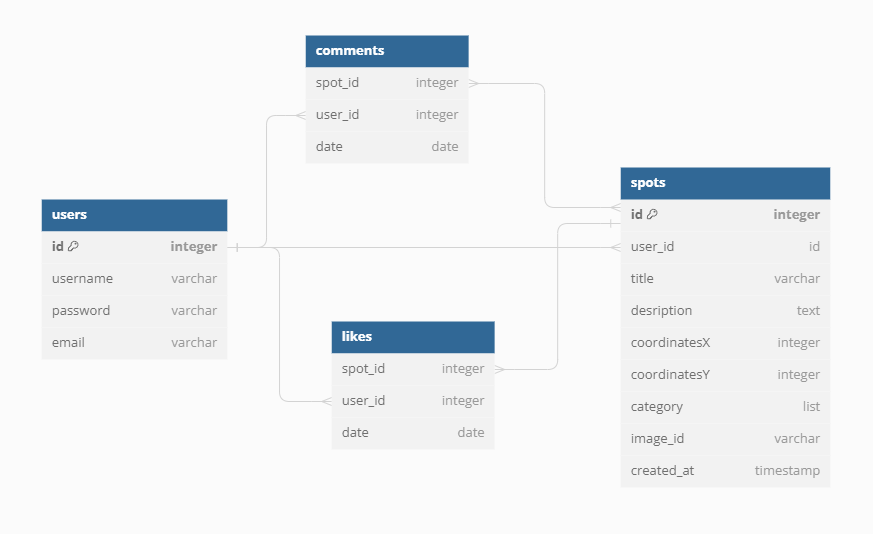 comments
spot_id integer
user_id integer
date date
users
id integer
username varchar
password varchar
email varchar
likes
spot_id integer
user_id integer
date date
spots
id integer
user_id id
title varchar
desription text
coordinatesX integer
coordinatesY integer
category list
image_id varchar
created_at timestamp